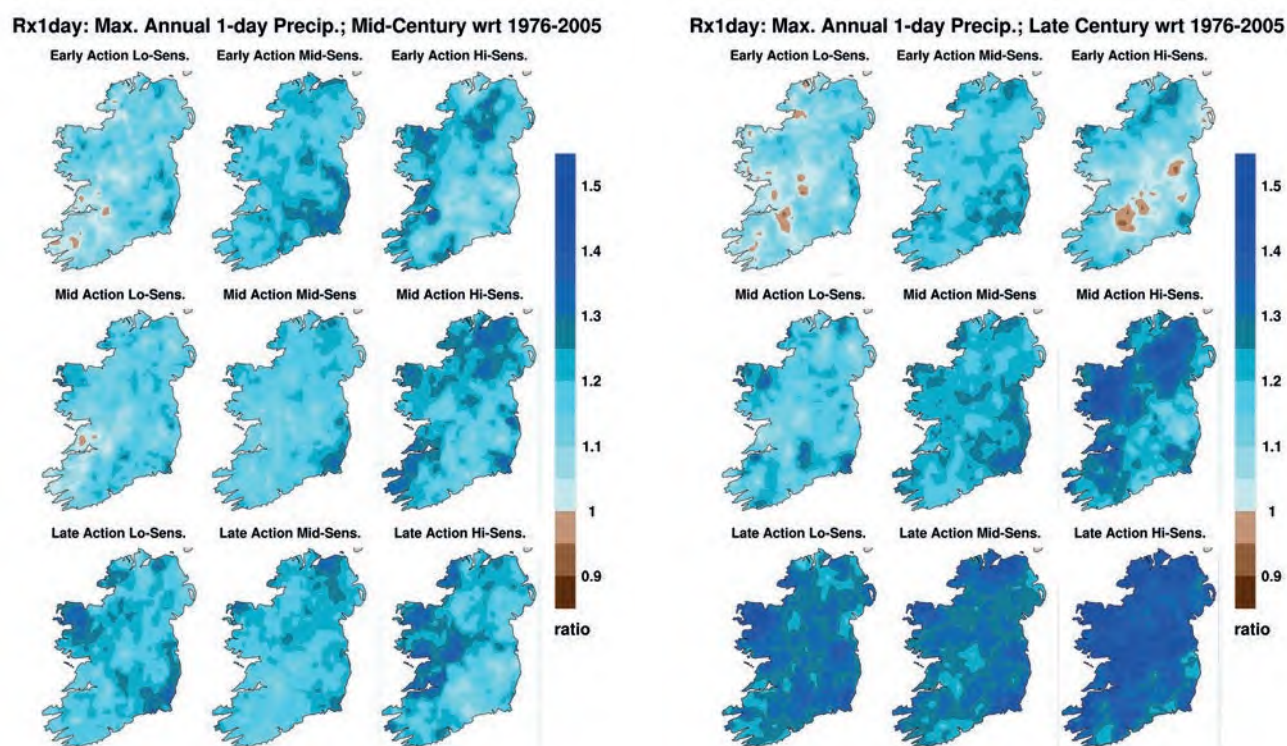 Rx1day: Max. Annual 1-day Precip.; Mid-Century wrt 1976-2005
Early Action Lo-Sens.
Early Action Mid-Sens.
Early Action Hi-Sens.
Mid Action Lo-Sens.
Mid Action Mid-Sens
Mid Action Hi-Sens.
Late Action Lo-Sens.
Late Action Mid-Sens.
Late Action Hi-Sens.
1.5
1.4
1.3
1.2
1.1
1
0.9
ratio
Rx1day: Max. Annual 1-day Precip.; Late Century wrt 1976-2005
Early Action Lo-Sens.
Early Action Mid-Sens.
Early Action Hi-Sens.
Mid Action Lo-Sens.
Mid Action Mid-Sens
Mid Action Hi-Sens.
Late Action Lo-Sens.
Late Action Mid-Sens.
Late Action Hi-Sens.
1.5
1.4
1.3
1.2
1.1
1
0.9
ratio